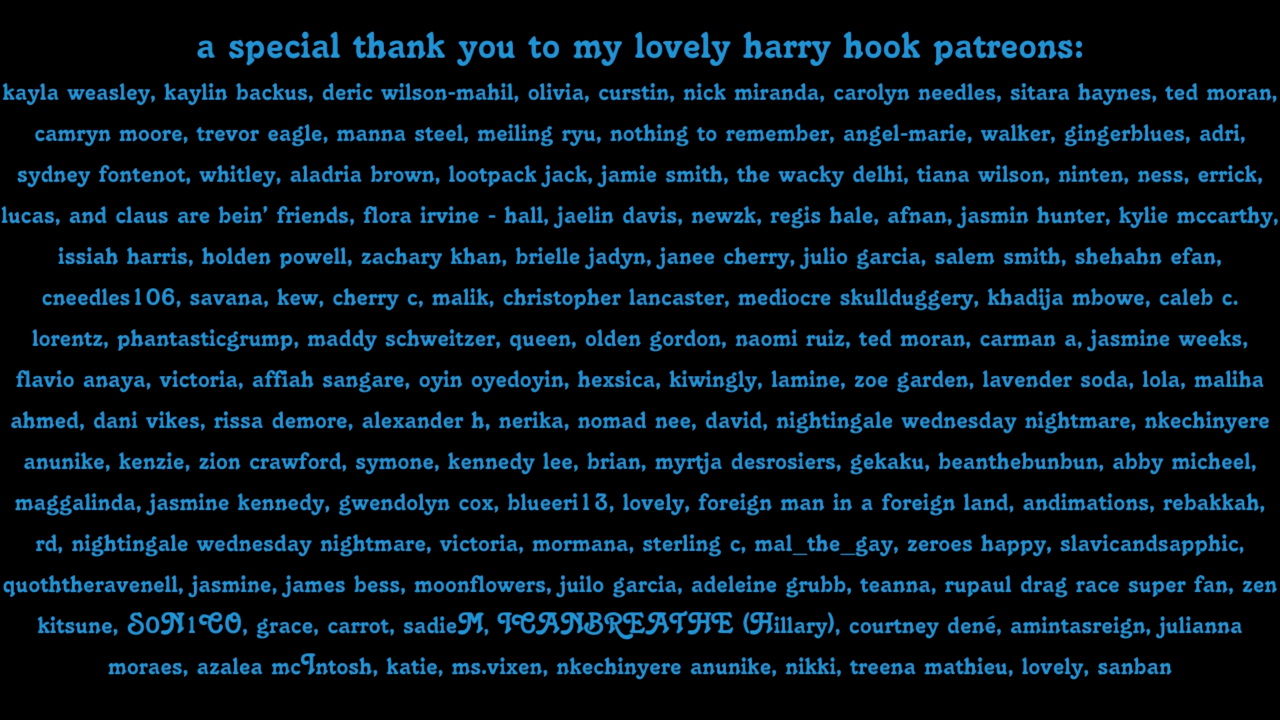 a special thank you to my lovely harry hook patreons:
kayla weasley, kaylin backus, deric wilson-mahil, olivia, curstin, nick miranda, carolyn needles, sitara haynes, ted moran,
camryn moore, trevor eagle, manna steel, meiling ryu, nothing to remember, angel-marie, walker, gingerblues, adri,
sydney fontenot, whitley, aladria brown, lootpack jack, jamie smith, the wacky delhi, tiana wilson, ninten, ness, errick,
lucas, and claus are bein' friends, flora irvine - hall, jaelin davis, newzk, regis hale, afnan, jasmin hunter, kylie mccarthy,
issiah harris, holden powell, zachary khan, brielle jadyn, janee cherry, julio garcia, salem smith, shehahn efan,
cneedles106, savana, kew, cherry c, malik, christopher lancaster, mediocre skullduggery, khadija mbowe, caleb c.
lorentz, phantasticgrump, maddy schweitzer, queen, olden gordon, naomi ruiz, ted moran, carman a, jasmine weeks,
flavio anaya, victoria, affiah sangare, oyin oyedoyin, hexsica, kiwingly, lamine, zoe garden, lavender soda, lola, maliha
ahmed, dani vikes, rissa demore, alexander h, nerika, nomad nee, david, nightingale wednesday nightmare, nkechinyere
anunike, kenzie, zion crawford, symone, kennedy lee, brian, myrtja desrosiers, gekaku, beanthebunbun, abby micheel,
maggalinda, jasmine kennedy, gwendolyn cox, blueeri13, lovely, foreign man in a foreign land, andimations, rebakkah,
rd, nightingale wednesday nightmare, victoria, mormana, sterling c, mal_the_gay, zeroes happy, slavicandsapphic,
quoththeravenell, jasmine, james bess, moonflowers, juilo garcia, adeleine grubb, teanna, rupaul drag race super fan, zen
kitsune, S0N1CO, grace, carrot, sadieM, ICANBREATHE (Hillary), courtney dené, amintasreign, julianna
moraes, azalea mcIntosh, katie, ms.vixen, nkechinyere anunike, nikki, treena mathieu, lovely, sanban